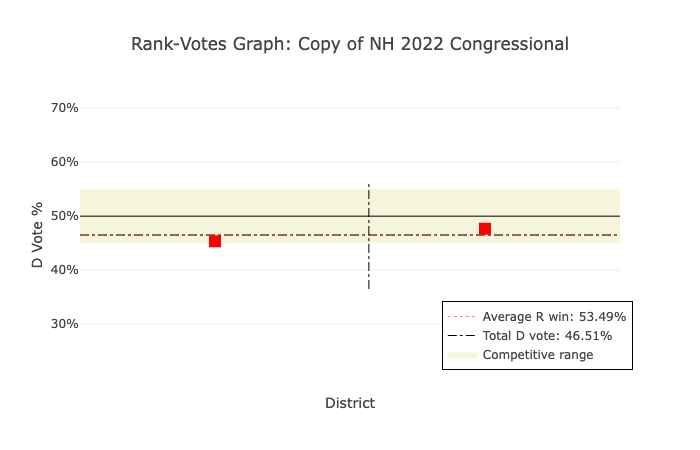 Rank-Votes Graph: Copy of NH 2022 Congressional
70%
60%
50%
40%
30%
D Vote %
Average R win: 53.49%
Total D vote: 46.51%
Competitive range
District